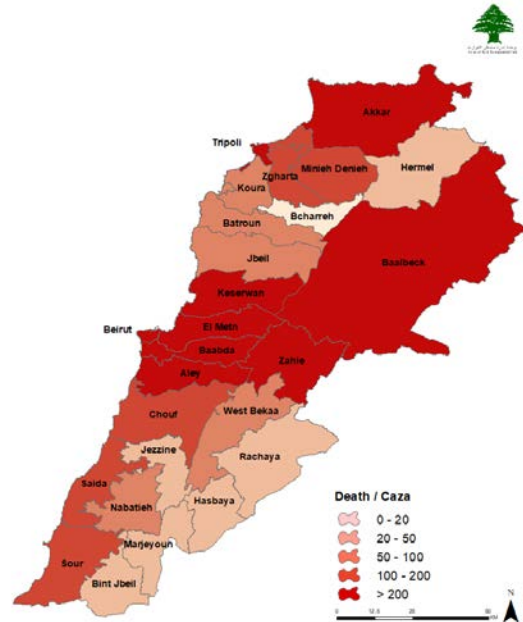 Akkar
Tripoli
Hermel
Minieh Denieh
Zgharta
Koura
Bcharreh
Batroun
Jbeil
Baalbeck
Keserwan
El Metn
Beirut
Baabda
Zahle
Aley
West Bekaa
Chouf
Jezzine
Rachaya
Saida
Hasbaya
Nabatieh
Marjeyoun
Sour
Bint Jbeil
Death / Caza
0 - 20
20 - 50
50 - 100
100 - 200
> 200
N